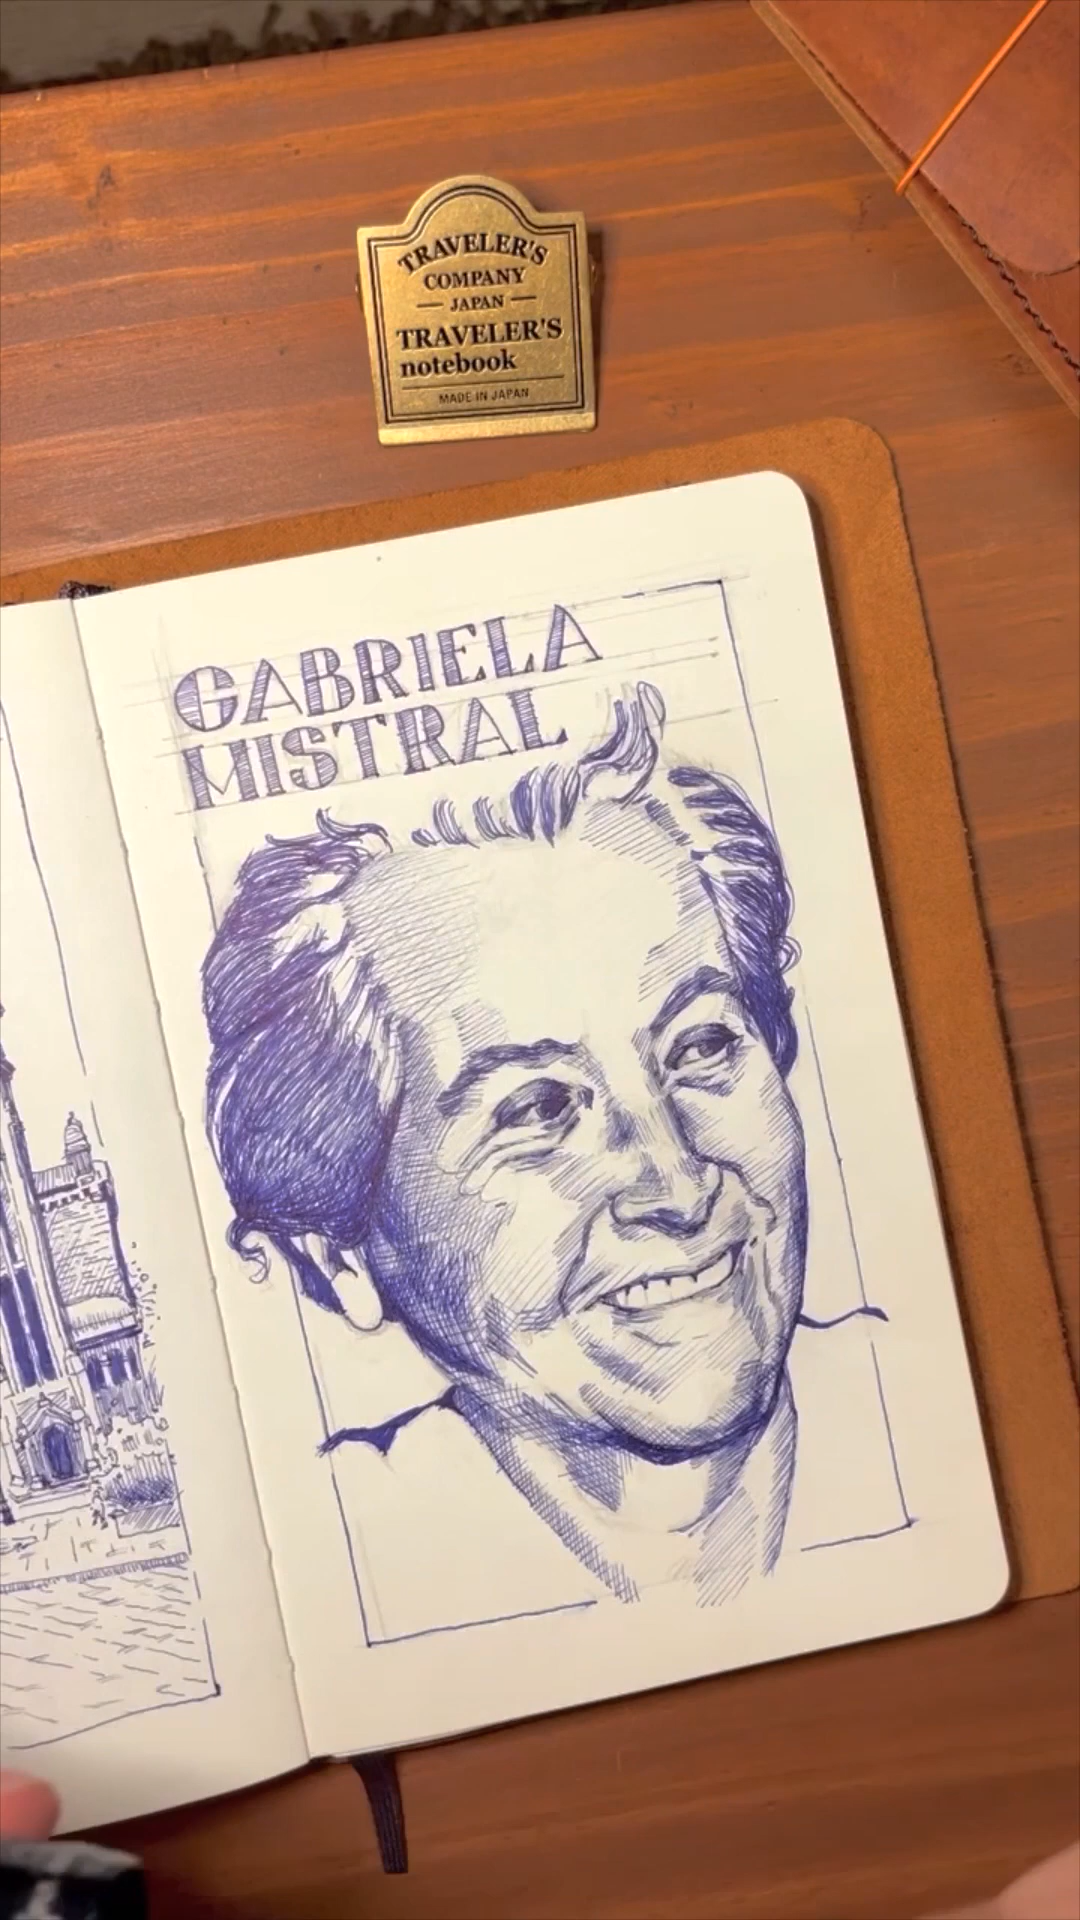 TRAVELER'S
COMPANY
JAPAN
TRAVELER'S
notebook
MADE IN JAPAN
GABRIELA
MISTRAL